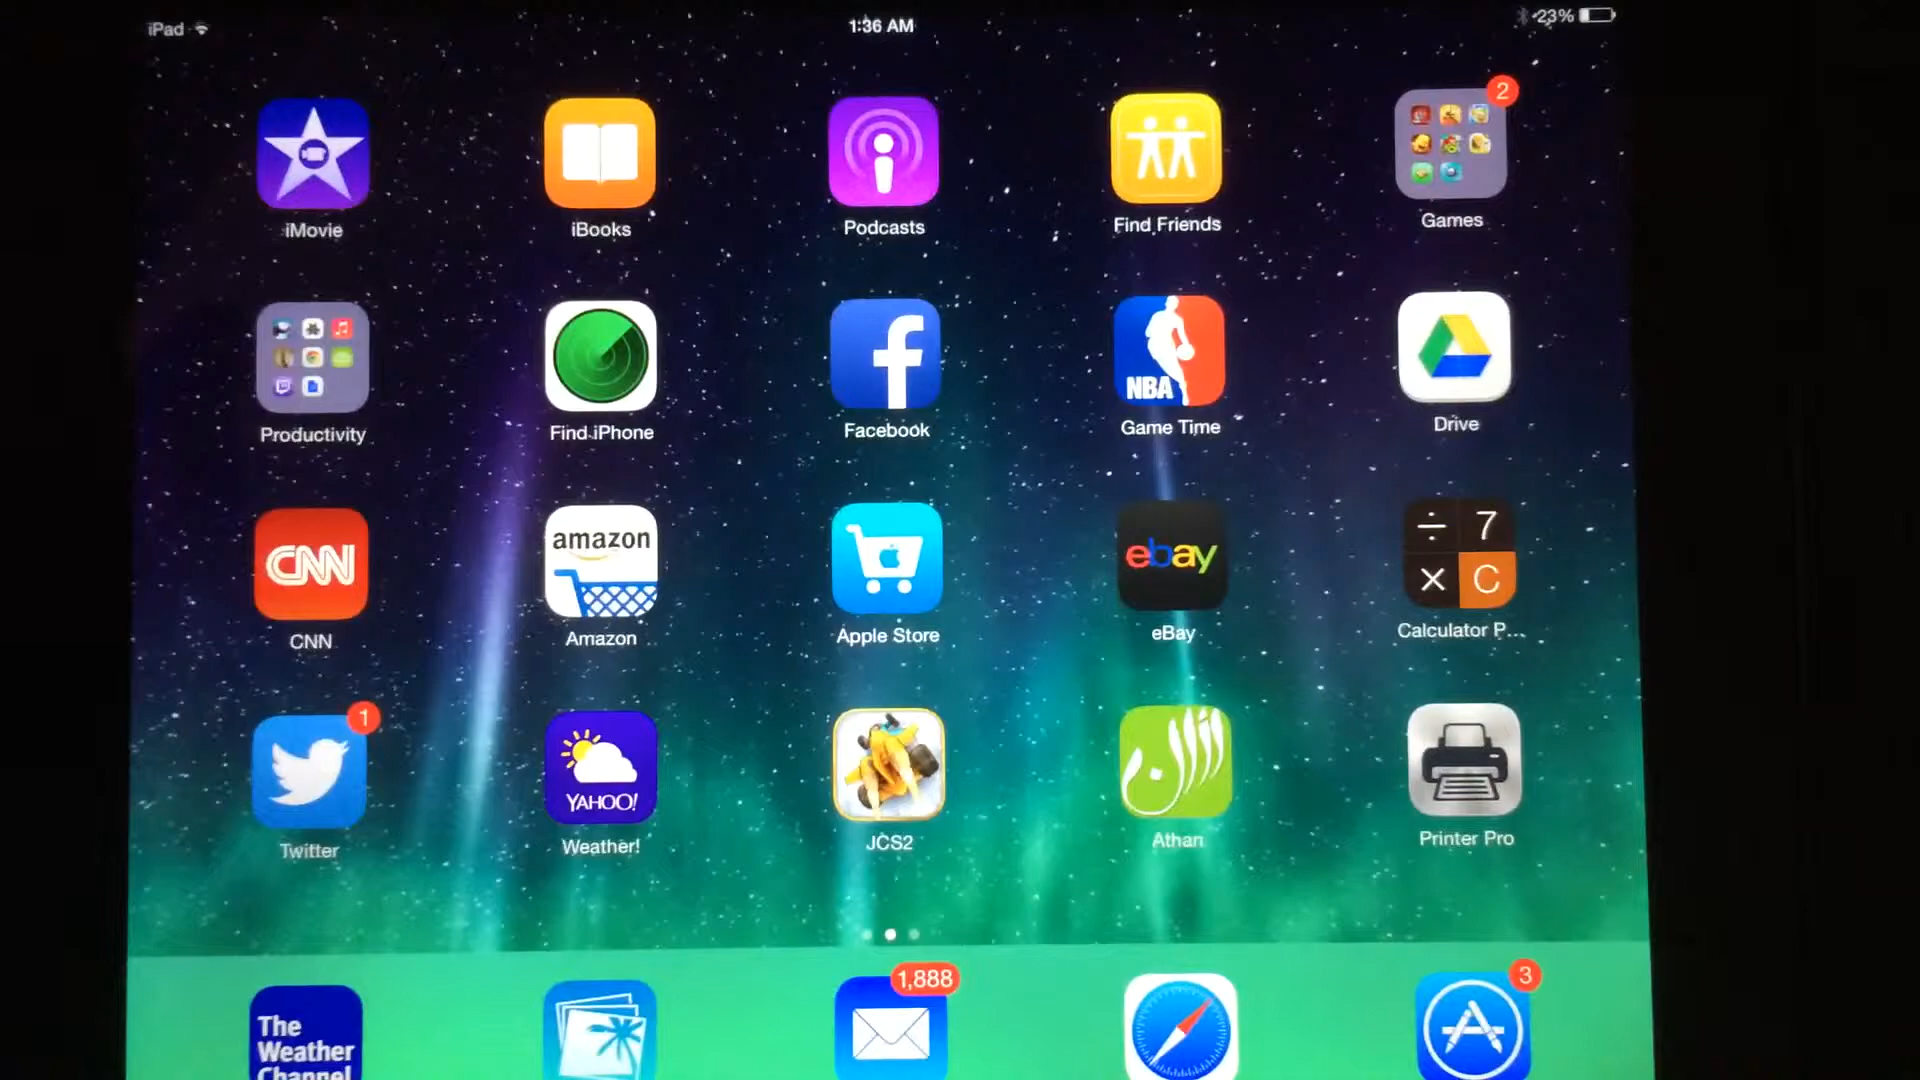 iPad
1:36 AM
23%
2
iMovie
iBooks
Podcasts
Find Friends
Games
NBA
Productivity
Find iPhone
Facebook
Game Time
Drive
CNN
amazon
ebay
÷ 7
× C
CNN
Amazon
Apple Store
eBay
Calculator P...
1
YAHOO!
اذان
Twitter
Weather!
JCS2
Athan
Printer Pro
1,888
3
The
Weather
Channel